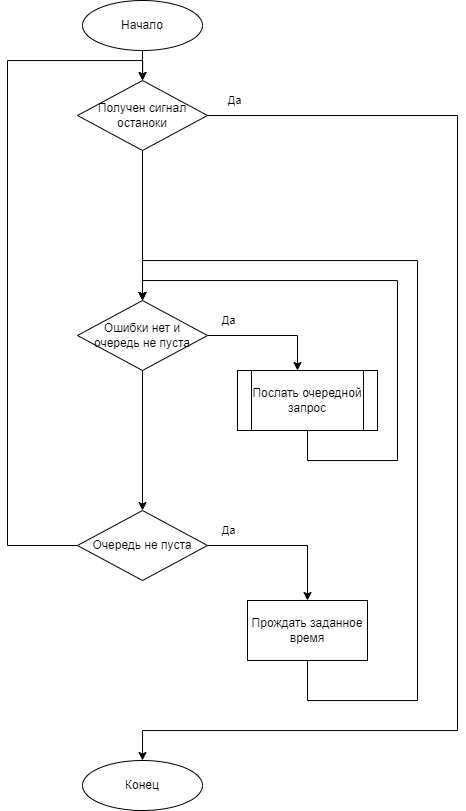 Начало
Да
Получен сигнал
останоки
Да
Ошибки нет и
очередь не пуста
Послать очередной
запрос
Да
Очередь не пуста
Прождать заданное
время
Конец